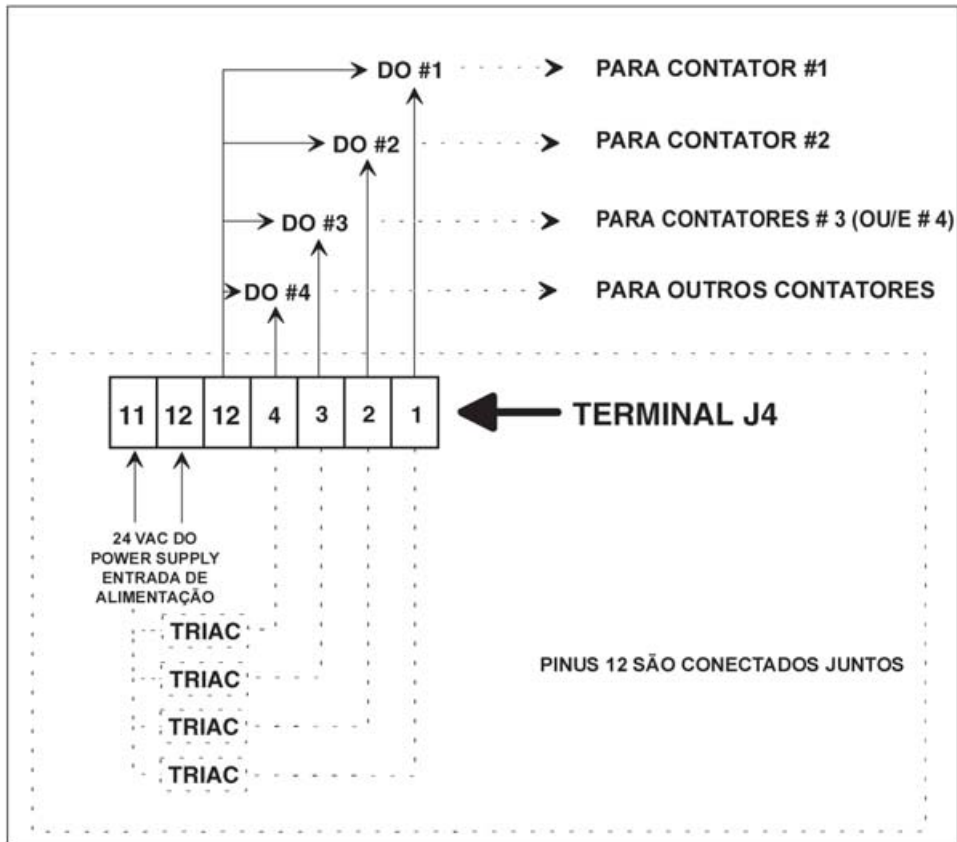 DO #1 PARA CONTATOR #1
DO #2 PARA CONTATOR #2
DO #3 PARA CONTATORES # 3 (OU/E # 4)
DO #4 PARA OUTROS CONTATORES
11 12 12 4 3 2 1 TERMINAL J4
24 VAC DO
POWER SUPPLY
ENTRADA DE
ALIMENTAÇÃO
TRIAC
PINUS 12 SÃO CONECTADOS JUNTOS
TRIAC
TRIAC
TRIAC